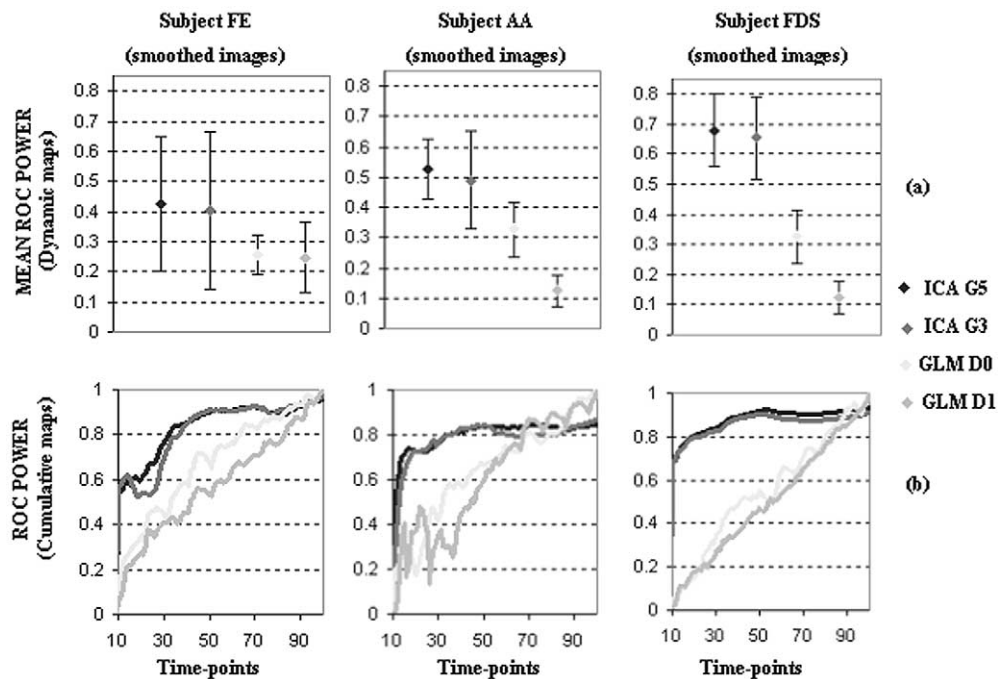 Subject FE
(smoothed images)
Subject AA
(smoothed images)
Subject FDS
(smoothed images)
MEAN ROC POWER
(Dynamic maps)
0.8
0.7
0.6
0.5
0.4
0.3
0.2
0.1
0
0.8
0.7
0.6
0.5
0.4
0.3
0.2
0.1
0
0.8
0.7
0.6
0.5
0.4
0.3
0.2
0.1
0
(a)
ICA G5
ICA G3
GLM D0
GLM D1
ROC POWER
(Cumulative maps)
1
0.8
0.6
0.4
0.2
0
10 30 50 70 90
Time-points
1
0.8
0.6
0.4
0.2
0
10 30 50 70 90
Time-points
1
0.8
0.6
0.4
0.2
0
10 30 50 70 90
Time-points
(b)